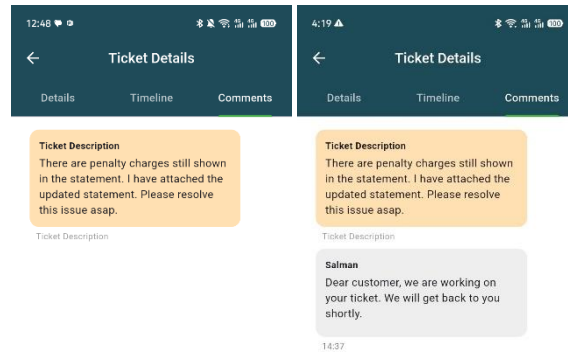 12:48
100
Ticket Details
Details Timeline Comments
Ticket Description
There are penalty charges still shown
in the statement. I have attached the
updated statement. Please resolve
this issue asap.
Ticket Description
4:19
100
Ticket Details
Details Timeline Comments
Ticket Description
There are penalty charges still shown
in the statement. I have attached the
updated statement. Please resolve
this issue asap.
Ticket Description
Salman
Dear customer, we are working on
your ticket. We will get back to you
shortly.
14:37